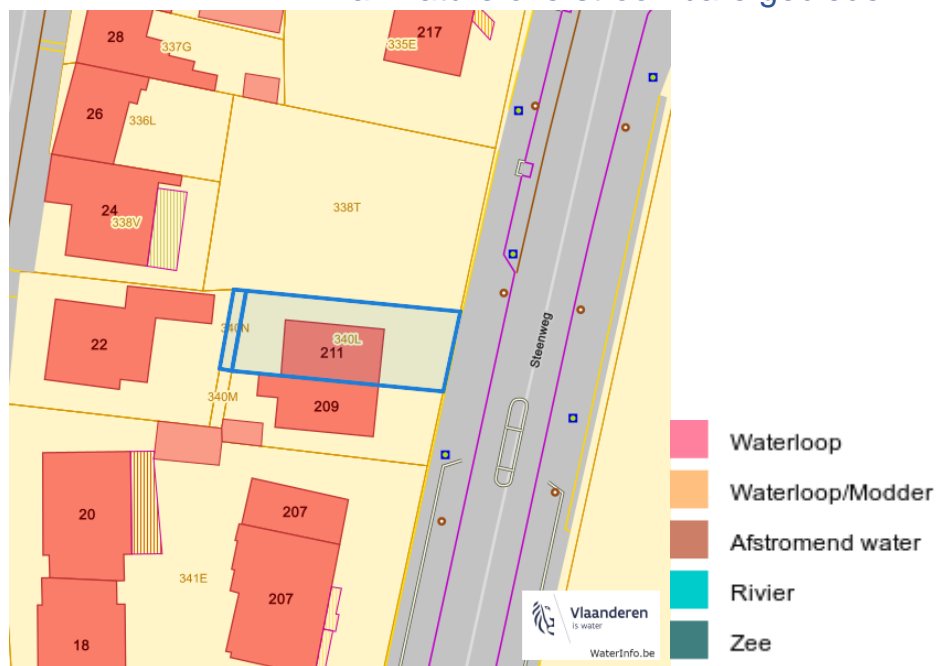 28
337G
335E
217
26
336L
24
338V
338T
Steenweg
340N
340L
22
211
340M
209
20
207
341E
207
18
Waterloop
Waterloop/Modder
Afstromend water
Rivier
Zee
Vlaanderen
is water
WaterInfo.be